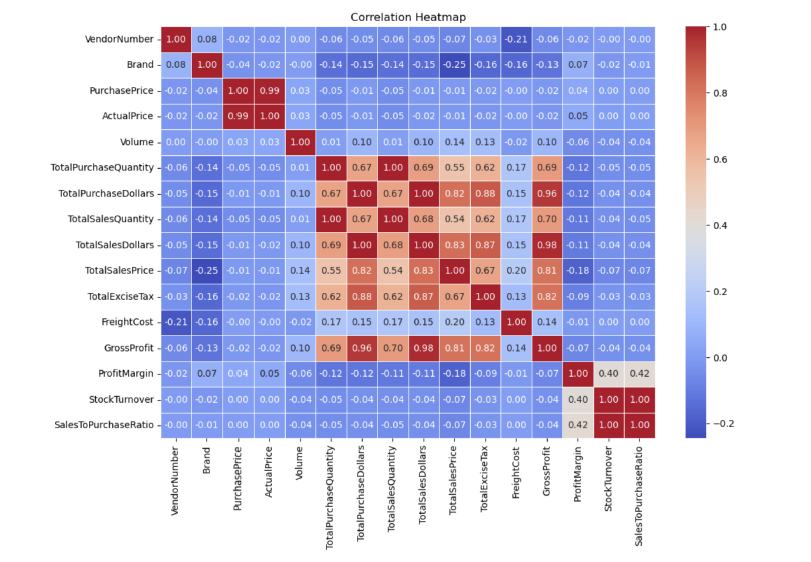 Correlation Heatmap
VendorNumber 1.00 0.08 -0.02 -0.02 0.00 -0.06 -0.05 -0.06 -0.05 -0.07 -0.03 -0.21 -0.06 -0.02 -0.00 -0.00
Brand 0.08 1.00 -0.04 -0.02 -0.00 -0.14 -0.15 -0.14 -0.15 -0.25 -0.16 -0.16 -0.13 0.07 -0.02 -0.01
PurchasePrice -0.02 -0.04 1.00 0.99 0.03 -0.05 -0.01 -0.05 -0.01 -0.01 -0.02 -0.00 -0.02 0.04 0.00 0.00
ActualPrice -0.02 -0.02 0.99 1.00 0.03 -0.05 -0.01 -0.05 -0.02 -0.01 -0.02 -0.00 -0.02 0.05 0.00 0.00
Volume 0.00 -0.00 0.03 0.03 1.00 0.01 0.10 0.01 0.10 0.14 0.13 -0.02 0.10 -0.06 -0.04 -0.04
TotalPurchaseQuantity -0.06 -0.14 -0.05 -0.05 0.01 1.00 0.67 1.00 0.69 0.55 0.62 0.17 0.69 -0.12 -0.05 -0.05
TotalPurchaseDollars -0.05 -0.15 -0.01 -0.01 0.10 0.67 1.00 0.67 1.00 0.82 0.88 0.15 0.96 -0.12 -0.04 -0.04
TotalSalesQuantity -0.06 -0.14 -0.05 -0.05 0.01 1.00 0.67 1.00 0.68 0.54 0.62 0.17 0.70 -0.11 -0.04 -0.05
TotalSalesDollars -0.05 -0.15 -0.01 -0.02 0.10 0.69 1.00 0.68 1.00 0.83 0.87 0.15 0.98 -0.11 -0.04 -0.04
TotalSalesPrice -0.07 -0.25 -0.01 -0.01 0.14 0.55 0.82 0.54 0.83 1.00 0.67 0.20 0.81 -0.18 -0.07 -0.07
TotalExciseTax -0.03 -0.16 -0.02 -0.02 0.13 0.62 0.88 0.62 0.87 0.67 1.00 0.13 0.82 -0.09 -0.03 -0.03
FreightCost -0.21 -0.16 -0.00 -0.00 -0.02 0.17 0.15 0.17 0.15 0.20 0.13 1.00 0.14 -0.01 0.00 0.00
GrossProfit -0.06 -0.13 -0.02 -0.02 0.10 0.69 0.96 0.70 0.98 0.81 0.82 0.14 1.00 -0.07 -0.04 -0.04
ProfitMargin -0.02 0.07 0.04 0.05 -0.06 -0.12 -0.12 -0.11 -0.11 -0.18 -0.09 -0.01 -0.07 1.00 0.40 0.42
StockTurnover -0.00 -0.02 0.00 0.00 -0.04 -0.05 -0.04 -0.04 -0.04 -0.07 -0.03 0.00 -0.04 0.40 1.00 1.00
SalesToPurchaseRatio -0.00 -0.01 0.00 0.00 -0.04 -0.05 -0.04 -0.05 -0.04 -0.07 -0.03 0.00 -0.04 0.42 1.00 1.00
VendorNumber
Brand
PurchasePrice
ActualPrice
Volume
TotalPurchaseQuantity
TotalPurchaseDollars
TotalSalesQuantity
TotalSalesDollars
TotalSalesPrice
TotalExciseTax
FreightCost
GrossProfit
ProfitMargin
StockTurnover
SalesToPurchaseRatio
1.0
0.8
0.6
0.4
0.2
0.0
−0.2